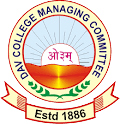 DAV COLLEGE MANAGING COMMITTEE
ओ३म्
Estd 1886